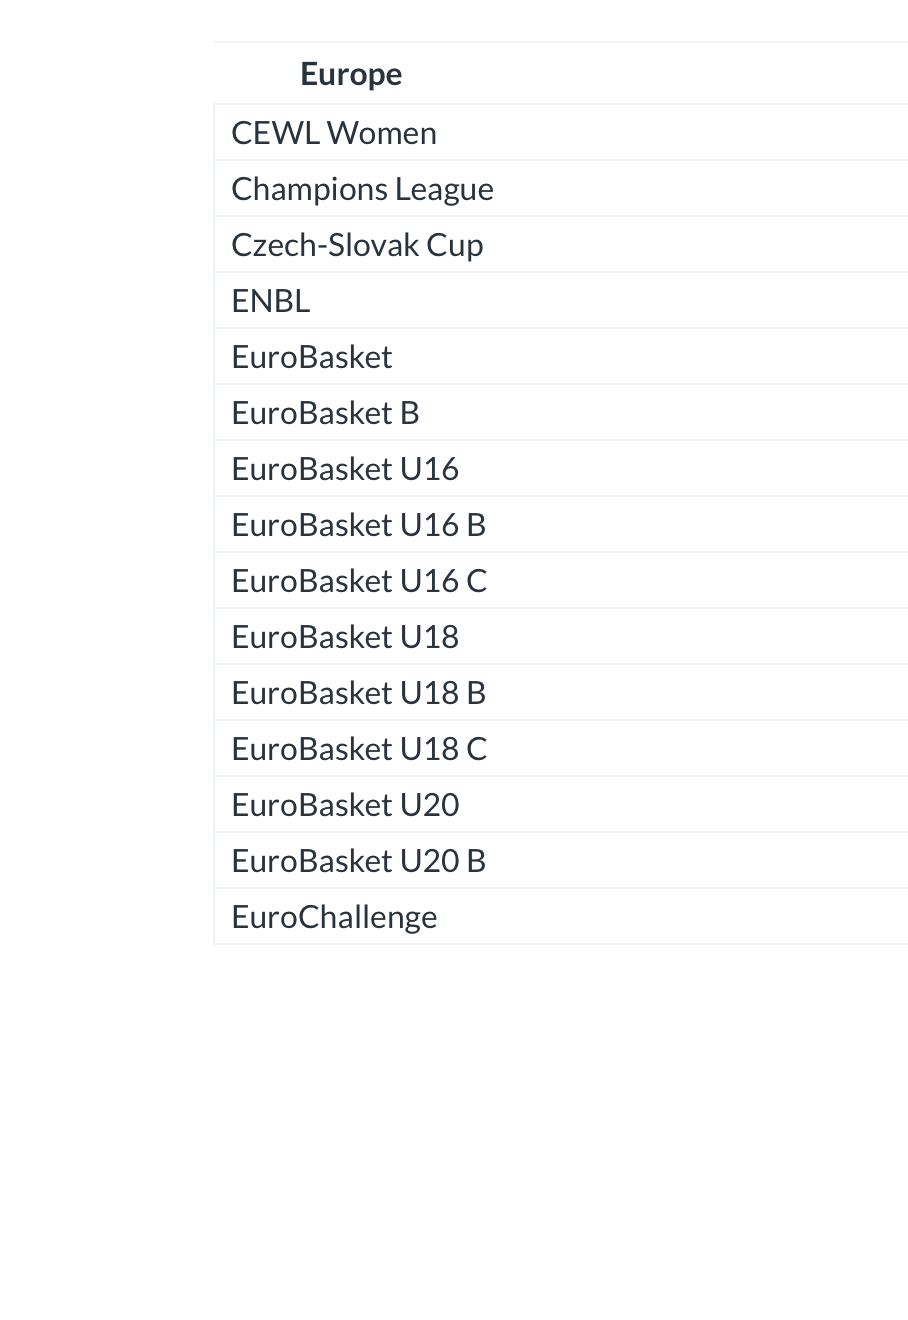 Europe
CEWL Women
Champions League
Czech-Slovak Cup
ENBL
EuroBasket
EuroBasket B
EuroBasket U16
EuroBasket U16 B
EuroBasket U16 C
EuroBasket U18
EuroBasket U18 B
EuroBasket U18 C
EuroBasket U20
EuroBasket U20 B
EuroChallenge